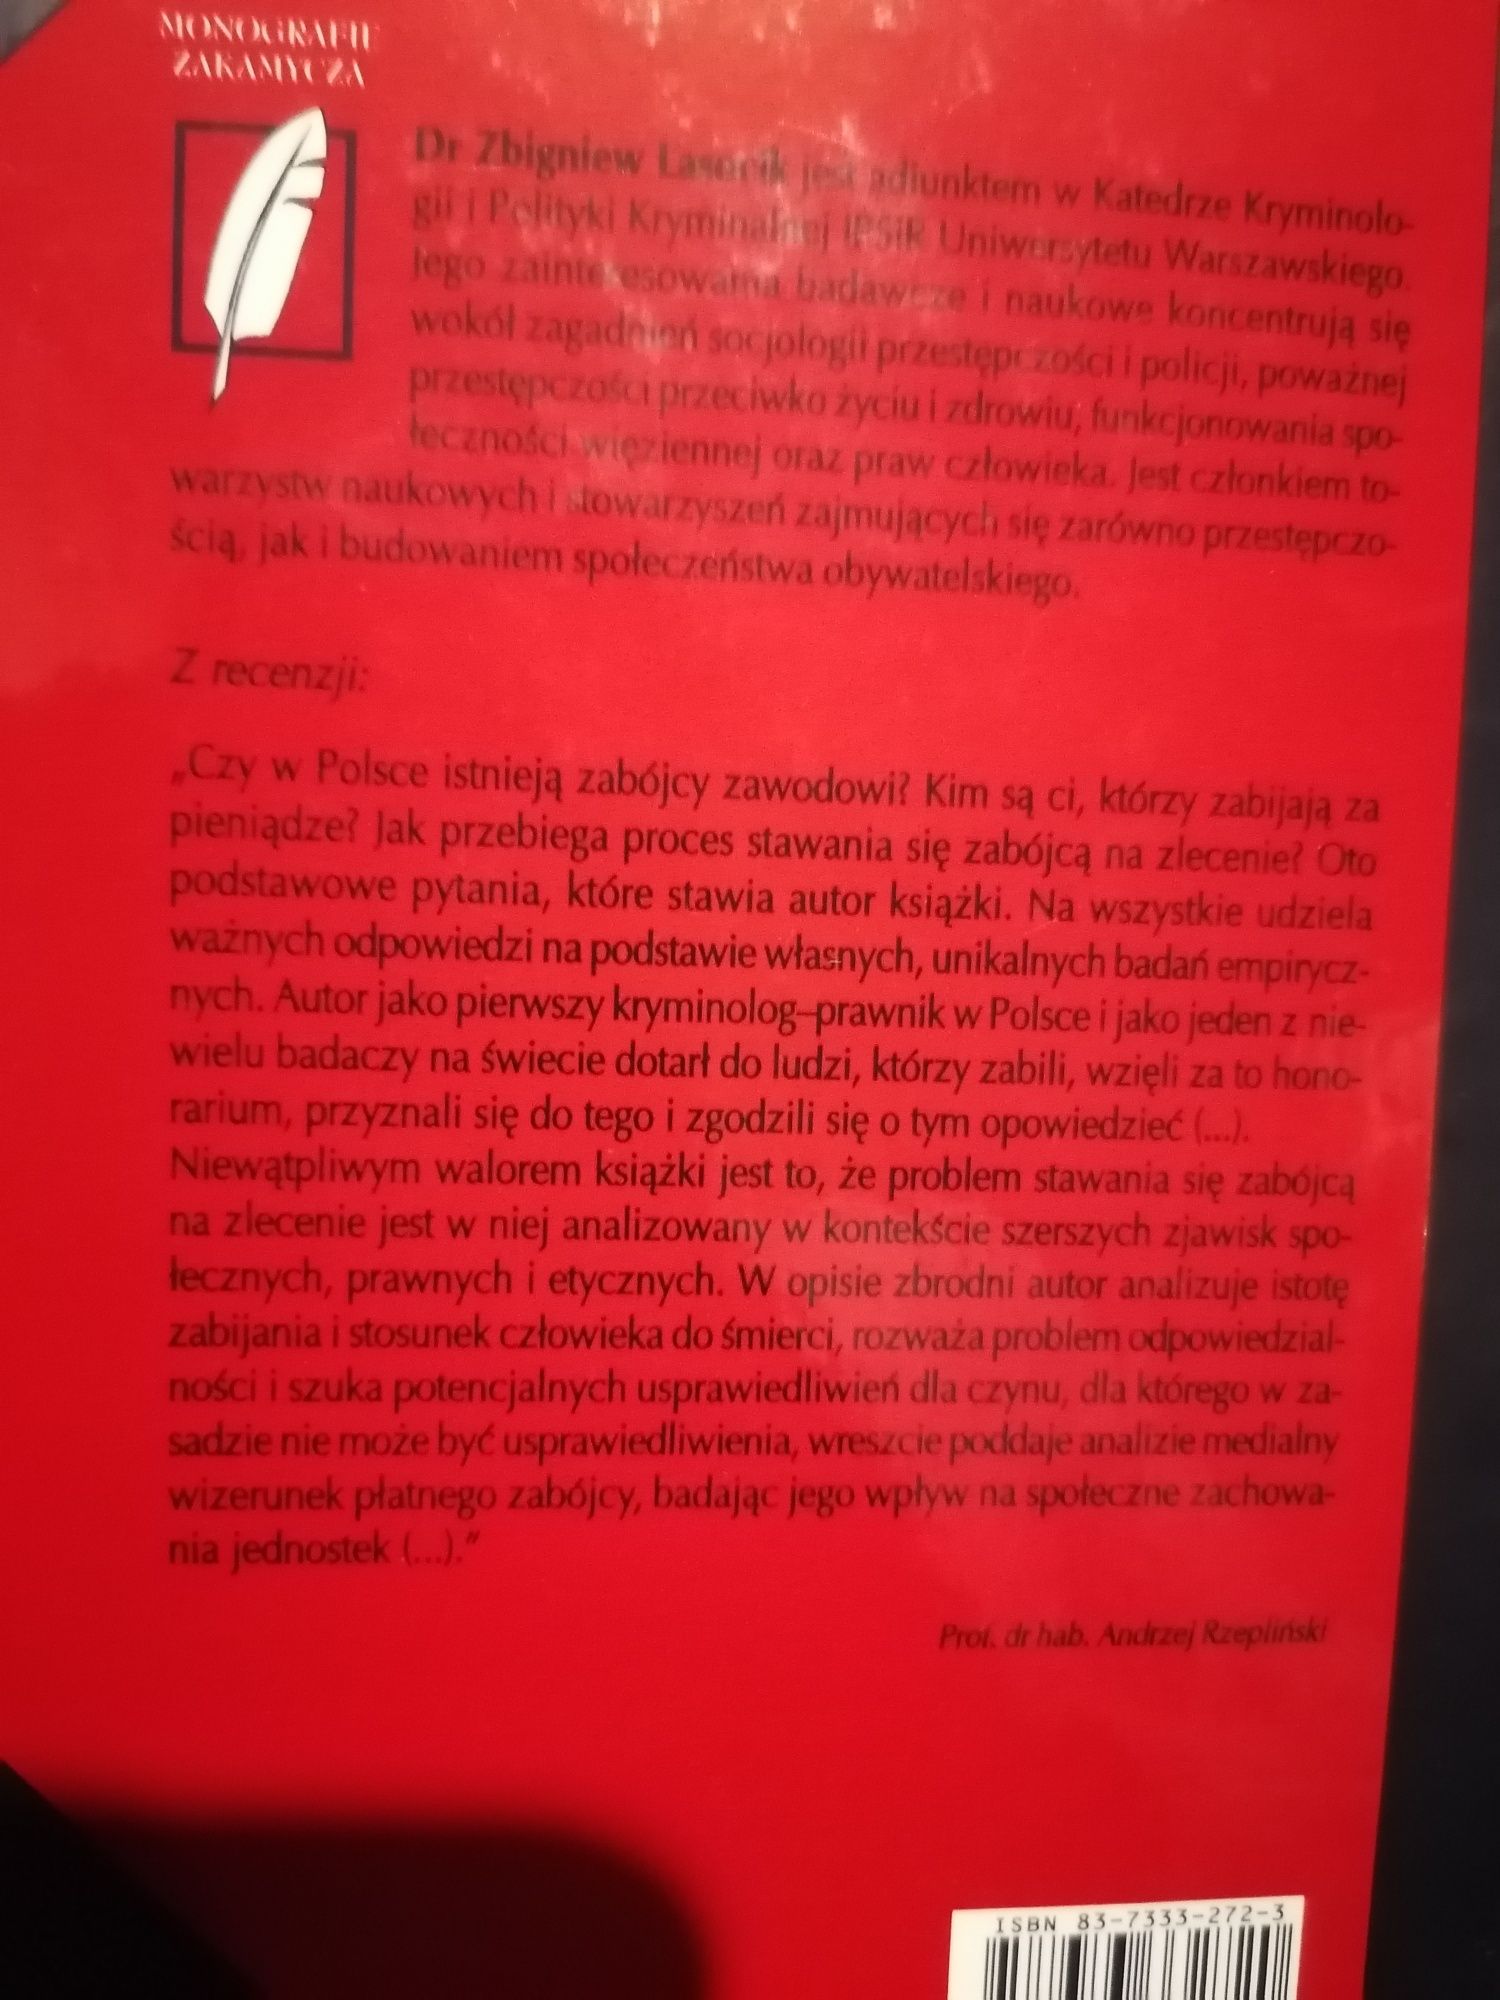 MONOGRAFIE
ZAKAMYCZA
Dr Zbigniew Lasocik jest adiunktem w Katedrze Kryminolo-
gii i Polityki Kryminalnej IPSiR Uniwersytetu Warszawskiego.
Jego zainteresowania badawcze i naukowe koncentrują się
wokół zagadnień socjologii przestępczości i policji, poważnej
przestępczości przeciwko życiu i zdrowiu, funkcjonowania spo-
łeczności więziennej oraz praw człowieka. Jest członkiem to-
warzystw naukowych i stowarzyszeń zajmujących się zarówno przestępczo-
ścią, jak i budowaniem społeczeństwa obywatelskiego.
Z recenzji:
„Czy w Polsce istnieją zabójcy zawodowi? Kim są ci, którzy zabijają za
pieniądze? Jak przebiega proces stawania się zabójcą na zlecenie? Oto
podstawowe pytania, które stawia autor książki. Na wszystkie udziela
ważnych odpowiedzi na podstawie własnych, unikalnych badań empirycz-
nych. Autor jako pierwszy kryminolog–prawnik w Polsce i jako jeden z nie-
wielu badaczy na świecie dotarł do ludzi, którzy zabili, wzięli za to hono-
rarium, przyznali się do tego i zgodzili się o tym opowiedzieć (...).
Niewątpliwym walorem książki jest to, że problem stawania się zabójcą
na zlecenie jest w niej analizowany w kontekście szerszych zjawisk spo-
łecznych, prawnych i etycznych. W opisie zbrodni autor analizuje istotę
zabijania i stosunek człowieka do śmierci, rozważa problem odpowiedzial-
ności i szuka potencjalnych usprawiedliwień dla czynu, dla którego w za-
sadzie nie może być usprawiedliwienia, wreszcie poddaje analizie medialny
wizerunek płatnego zabójcy, badając jego wpływ na społeczne zachowa-
nia jednostek (...)."
Prof. dr hab. Andrzej Rzepliński
ISBN 83-7333-272-3